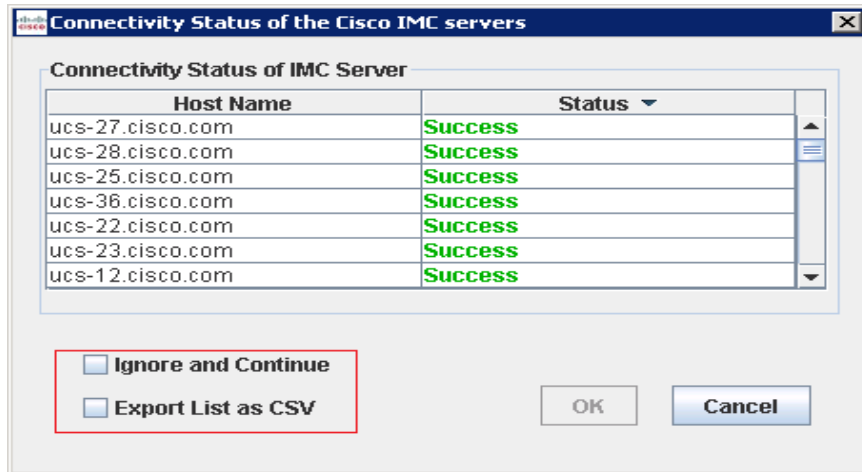 cisco Connectivity Status of the Cisco IMC servers
Connectivity Status of IMC Server
Host Name Status
ucs-27.cisco.com Success
ucs-28.cisco.com Success
ucs-25.cisco.com Success
ucs-36.cisco.com Success
ucs-22.cisco.com Success
ucs-23.cisco.com Success
ucs-12.cisco.com Success
Ignore and Continue
Export List as CSV
OK Cancel